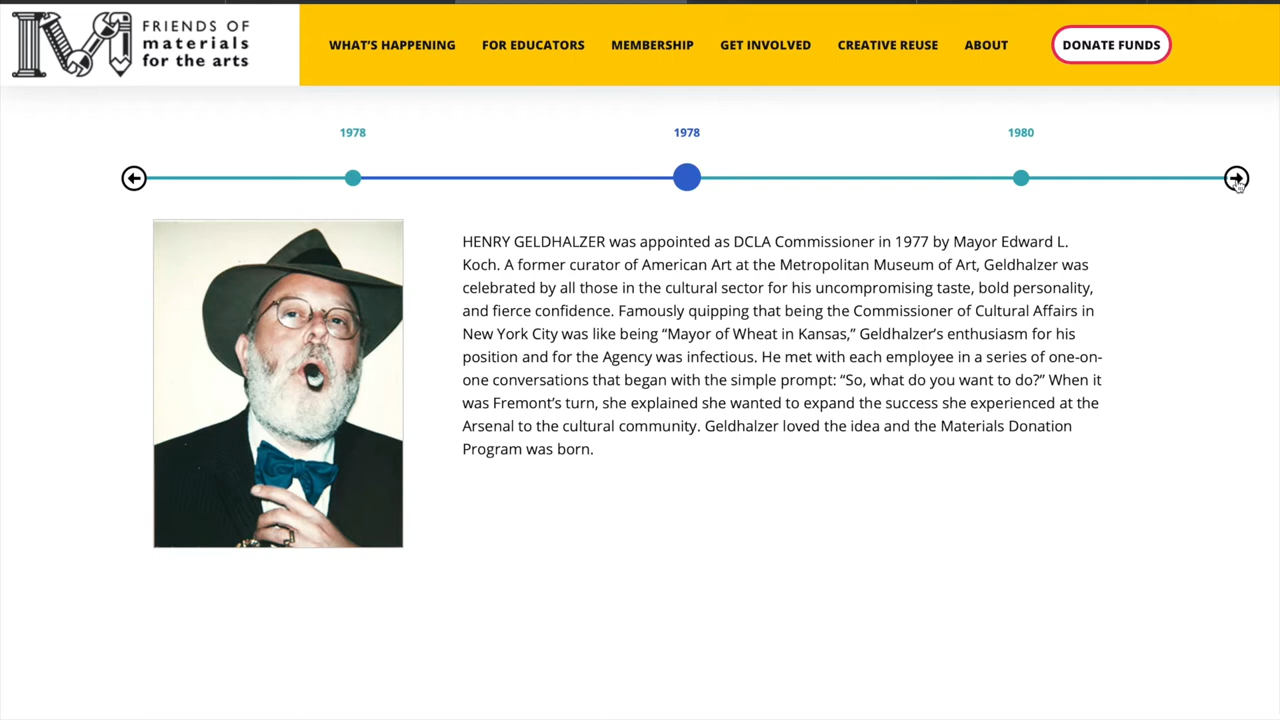 FRIENDS OF
materials
for the arts
WHAT'S HAPPENING FOR EDUCATORS MEMBERSHIP GET INVOLVED CREATIVE REUSE ABOUT DONATE FUNDS
1978 1978 1980
HENRY GELDHALZER was appointed as DCLA Commissioner in 1977 by Mayor Edward L.
Koch. A former curator of American Art at the Metropolitan Museum of Art, Geldhalzer was
celebrated by all those in the cultural sector for his uncompromising taste, bold personality,
and fierce confidence. Famously quipping that being the Commissioner of Cultural Affairs in
New York City was like being “Mayor of Wheat in Kansas,” Geldhalzer’s enthusiasm for his
position and for the Agency was infectious. He met with each employee in a series of one-on-
one conversations that began with the simple prompt: “So, what do you want to do?” When it
was Fremont’s turn, she explained she wanted to expand the success she experienced at the
Arsenal to the cultural community. Geldhalzer loved the idea and the Materials Donation
Program was born.